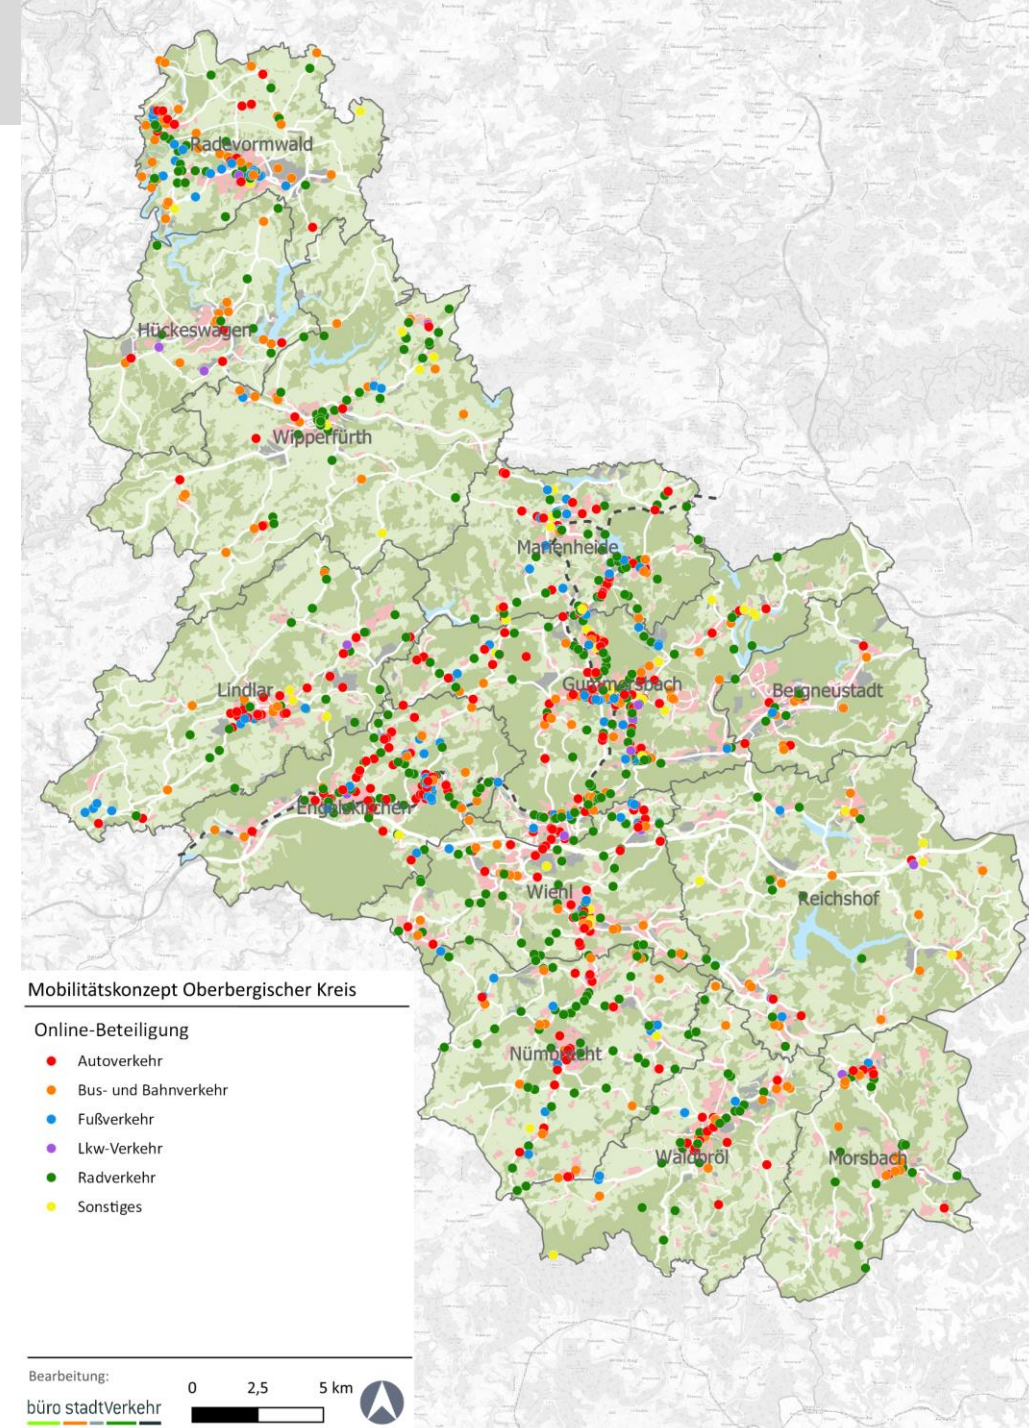 Radevormwald
Hückeswagen
Wipperfürth
Marienheide
Gummersbach
Bergneustadt
Lindlar
Engelskirchen
Wiehl
Reichshof
Nümbrecht
Waldbröl
Morsbach
Mobilitätskonzept Oberbergischer Kreis
Online-Beteiligung
Autoverkehr
Bus- und Bahnverkehr
Fußverkehr
Lkw-Verkehr
Radverkehr
Sonstiges
Bearbeitung:
büro stadtVerkehr
0 2,5 5 km